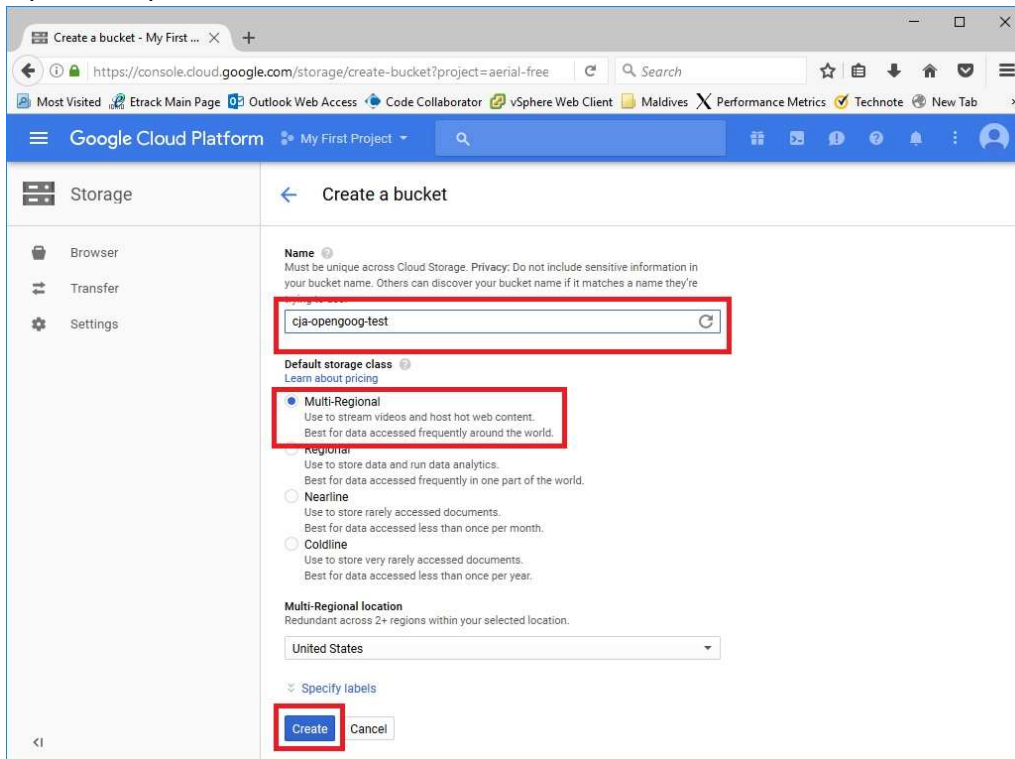 Create a bucket - My First ...
https://console.cloud.google.com/storage/create-bucket?project=aerial-free
Search
Most Visited Etrack Main Page Outlook Web Access Code Collaborator vSphere Web Client Maldives Performance Metrics Technote New Tab
Google Cloud Platform My First Project
Storage
Create a bucket
Browser
Transfer
Settings
Name
Must be unique across Cloud Storage. Privacy: Do not include sensitive information in
your bucket name. Others can discover your bucket name if it matches a name they're
cja-opengoog-test
Default storage class
Learn about pricing
Multi-Regional
Use to stream videos and host hot web content.
Best for data accessed frequently around the world.
Regional
Use to store data and run data analytics.
Best for data accessed frequently in one part of the world.
Nearline
Use to store rarely accessed documents.
Best for data accessed less than once per month.
Coldline
Use to store very rarely accessed documents.
Best for data accessed less than once per year.
Multi-Regional location
Redundant across 2+ regions within your selected location.
United States
Specify labels
Create Cancel